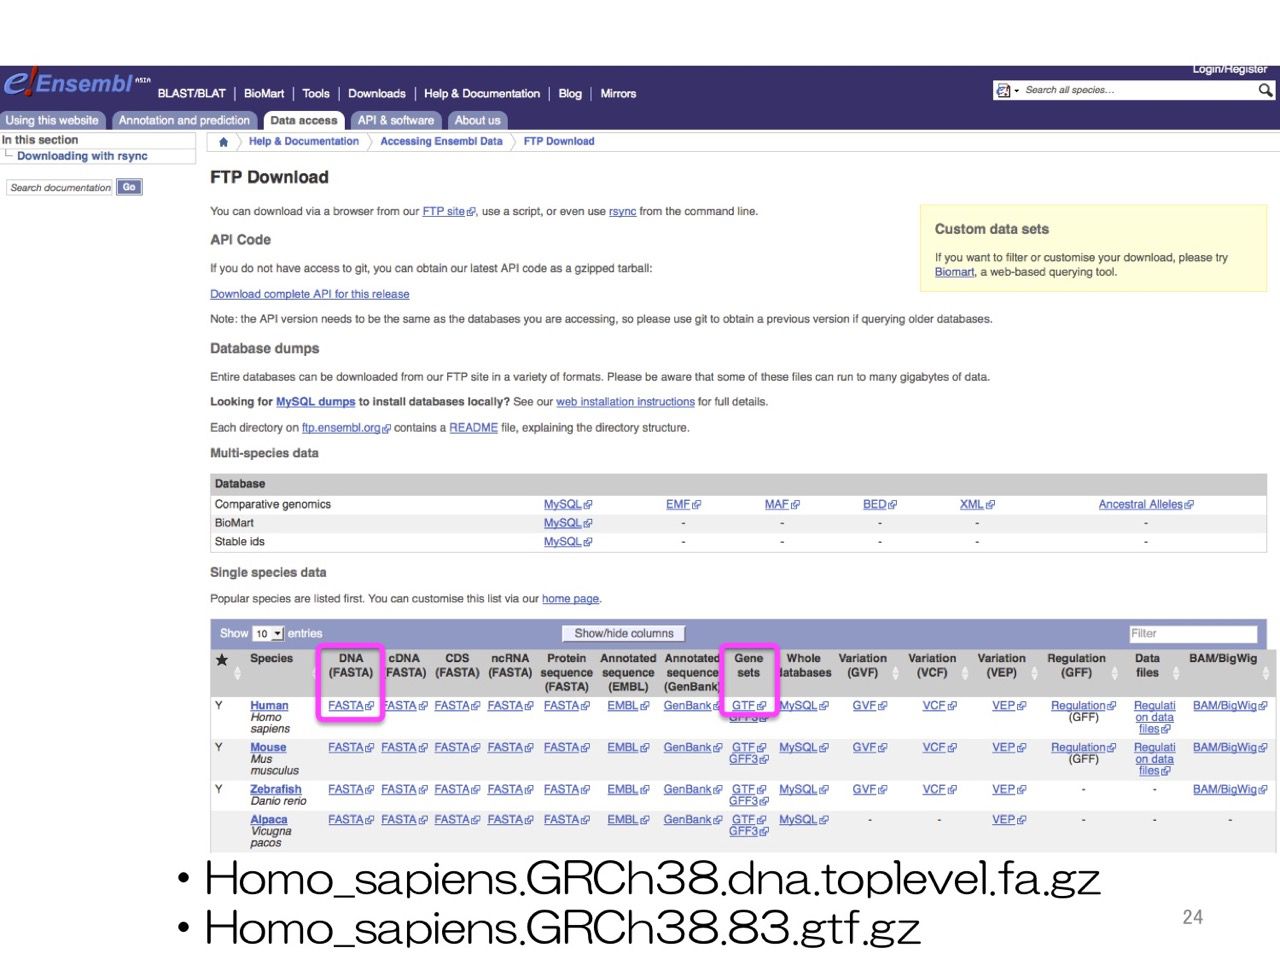 Login/Register
e!Ensembl ASIA
BLAST/BLAT | BioMart | Tools | Downloads | Help & Documentation | Blog | Mirrors
Search all species...
Using this website Annotation and prediction Data access API & software About us
In this section
Downloading with rsync
Search documentation Go
Help & Documentation Accessing Ensembl Data FTP Download
FTP Download
You can download via a browser from our FTP site, use a script, or even use rsync from the command line.
Custom data sets
If you want to filter or customise your download, please try
Biomart, a web-based querying tool.
API Code
If you do not have access to git, you can obtain our latest API code as a gzipped tarball:
Download complete API for this release
Note: the API version needs to be the same as the databases you are accessing, so please use git to obtain a previous version if querying older databases.
Database dumps
Entire databases can be downloaded from our FTP site in a variety of formats. Please be aware that some of these files can run to many gigabytes of data.
Looking for MySQL dumps to install databases locally? See our web installation instructions for full details.
Each directory on ftp.ensembl.org contains a README file, explaining the directory structure.
Multi-species data
Database
Comparative genomics MySQL EMF MAF BED XML Ancestral Alleles
BioMart MySQL - - - - -
Stable ids MySQL - - - - -
Single species data
Popular species are listed first. You can customise this list via our home page.
Show 10 entries Show/hide columns Filter
★ Species DNA cDNA CDS ncRNA Protein Annotated Annotated Gene Whole Variation Variation Variation Regulation Data BAM/BigWig
(FASTA) FASTA) (FASTA) (FASTA) sequence sequence sequence sets databases (GVF) (VCF) (VEP) (GFF) files
(FASTA) (EMBL) (GenBank)
Y Human FASTA FASTA FASTA FASTA FASTA EMBL GenBank GTF MySQL GVF VCF VEP Regulation Regulati BAM/BigWig
Homo GFF3 (GFF) on data
sapiens files
Y Mouse FASTA FASTA FASTA FASTA FASTA EMBL GenBank GTF MySQL GVF VCF VEP Regulation Regulati BAM/BigWig
Mus GFF3 (GFF) on data
musculus files
Y Zebrafish FASTA FASTA FASTA FASTA FASTA EMBL GenBank GTF MySQL GVF VCF VEP - - BAM/BigWig
Danio rerio GFF3
Alpaca FASTA FASTA FASTA FASTA FASTA EMBL GenBank GTF MySQL - - VEP - - -
Vicugna GFF3
pacos
• Homo_sapiens.GRCh38.dna.toplevel.fa.gz
• Homo_sapiens.GRCh38.83.gtf.gz
24